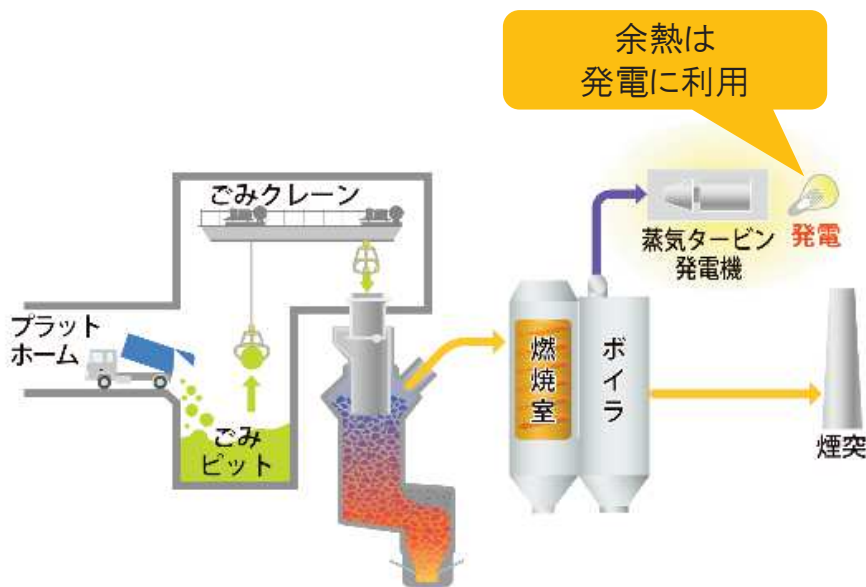 余熱は
発電に利用
ごみクレーン
蒸気タービン
発電機
発電
プラット
ホーム
燃焼室
ボイラ
ごみ
ピット
煙突